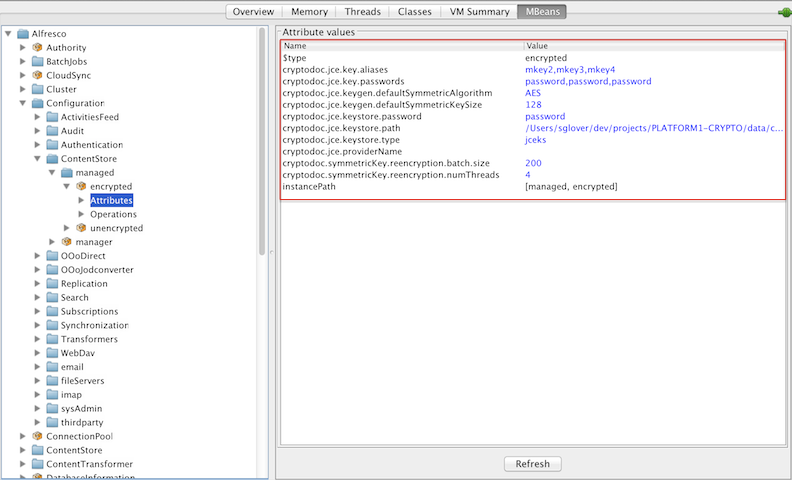 Overview Memory Threads Classes VM Summary MBeans
Alfresco
Authority
BatchJobs
CloudSync
Cluster
Configuration
ActivitiesFeed
Audit
Authentication
ContentStore
managed
encrypted
Attributes
Operations
unencrypted
manager
OOoDirect
OOoJodconverter
Replication
Search
Subscriptions
Synchronization
Transformers
WebDav
email
fileServers
imap
sysAdmin
thirdparty
ConnectionPool
ContentStore
ContentTransformer
DatabaseInformation
Attribute values
Name Value
$type encrypted
cryptodoc.jce.key.aliases mkey2,mkey3,mkey4
cryptodoc.jce.key.passwords password,password,password
cryptodoc.jce.keygen.defaultSymmetricAlgorithm AES
cryptodoc.jce.keygen.defaultSymmetricKeySize 128
cryptodoc.jce.keystore.password password
cryptodoc.jce.keystore.path /Users/sglover/dev/projects/PLATFORM1-CRYPTO/data/c...
cryptodoc.jce.keystore.type jceks
cryptodoc.jce.providerName
cryptodoc.symmetricKey.reencryption.batch.size 200
cryptodoc.symmetricKey.reencryption.numThreads 4
instancePath [managed, encrypted]
Refresh